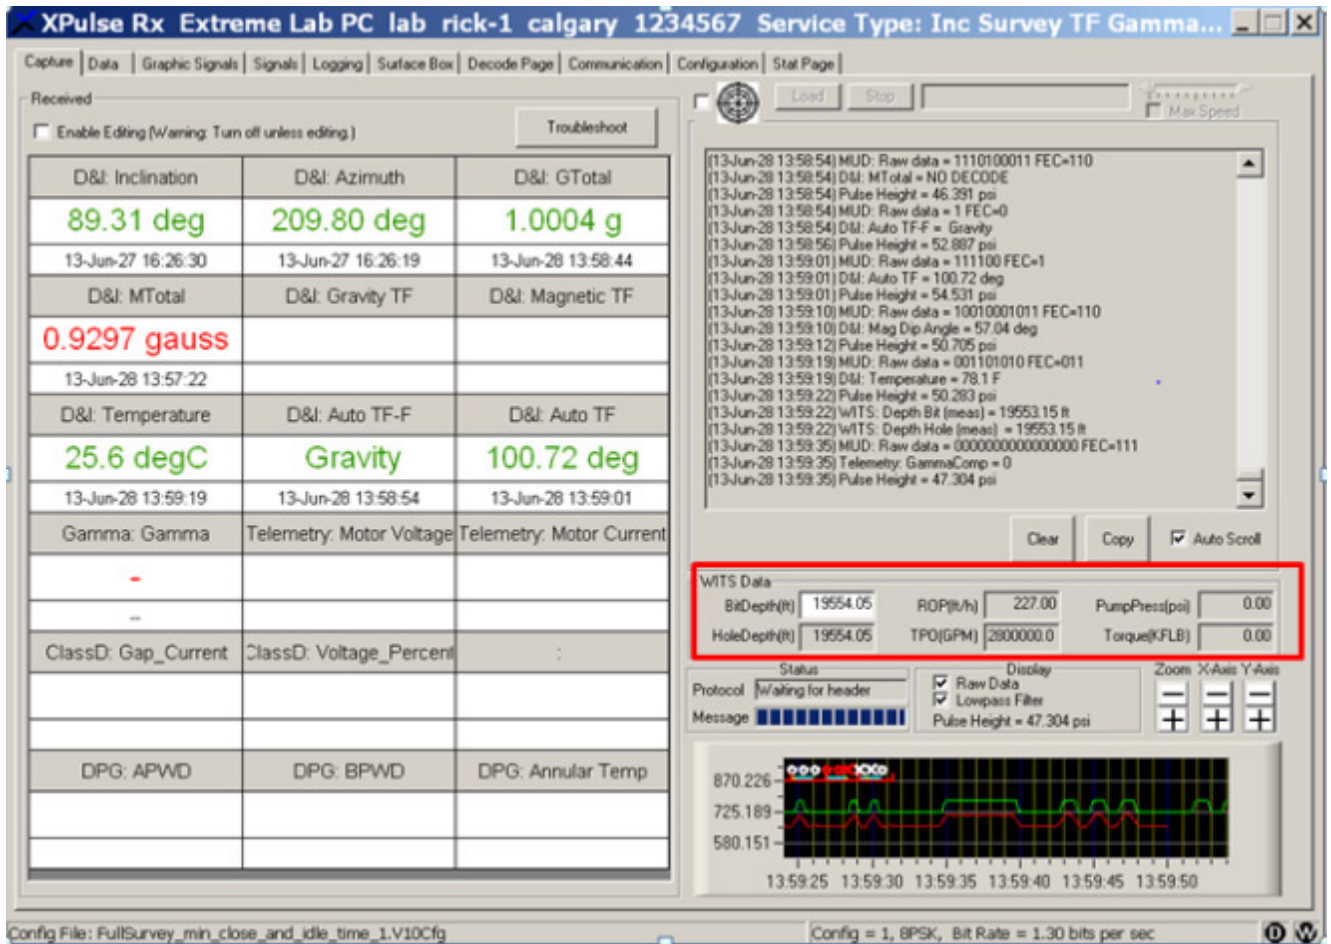 XPulse Rx Extreme Lab PC lab rick-1 calgary 1234567 Service Type: Inc Survey TF Gamma...
Capture Data Graphic Signals Signals Logging Surface Box Decode Page Communication Configuration Stat Page
Received
Enable Editing (Warning: Turn off unless editing.)
Troubleshoot
D&I: Inclination D&I: Azimuth D&I: GTotal
89.31 deg 209.80 deg 1.0004 g
13-Jun-27 16:26:30 13-Jun-27 16:26:19 13-Jun-28 13:58:44
D&I: MTotal D&I: Gravity TF D&I: Magnetic TF
0.9297 gauss
13-Jun-28 13:57:22
D&I: Temperature D&I: Auto TF-F D&I: Auto TF
25.6 degC Gravity 100.72 deg
13-Jun-28 13:59:19 13-Jun-28 13:58:54 13-Jun-28 13:59:01
Gamma: Gamma Telemetry: Motor Voltage Telemetry: Motor Current
-
--
ClassD: Gap_Current ClassD: Voltage_Percent :
DPG: APWD DPG: BPWD DPG: Annular Temp
Load Stop
Max Speed
(13-Jun-28 13:58:54) MUD: Raw data = 1110100011 FEC=110
(13-Jun-28 13:58:54) D&I: MTotal = NO DECODE
(13-Jun-28 13:58:54) Pulse Height = 46.391 psi
(13-Jun-28 13:58:54) MUD: Raw data = 1 FEC=0
(13-Jun-28 13:58:54) D&I: Auto TF-F = Gravity
(13-Jun-28 13:58:56) Pulse Height = 52.887 psi
(13-Jun-28 13:59:01) MUD: Raw data = 111100 FEC=1
(13-Jun-28 13:59:01) D&I: Auto TF = 100.72 deg
(13-Jun-28 13:59:01) Pulse Height = 54.531 psi
(13-Jun-28 13:59:10) MUD: Raw data = 10010001011 FEC=110
(13-Jun-28 13:59:10) D&I: Mag Dip Angle = 57.04 deg
(13-Jun-28 13:59:12) Pulse Height = 50.705 psi
(13-Jun-28 13:59:19) MUD: Raw data = 001101010 FEC=011
(13-Jun-28 13:59:19) D&I: Temperature = 78.1 F
(13-Jun-28 13:59:22) Pulse Height = 50.283 psi
(13-Jun-28 13:59:22) WITS: Depth Bit (meas) = 19553.15 ft
(13-Jun-28 13:59:22) WITS: Depth Hole (meas) = 19553.15 ft
(13-Jun-28 13:59:35) MUD: Raw data = 0000000000000000 FEC=111
(13-Jun-28 13:59:35) Telemetry: GammaComp = 0
(13-Jun-28 13:59:35) Pulse Height = 47.304 psi
Clear Copy Auto Scroll
WITS Data
BitDepth(ft) 19554.05 ROP(ft/h) 227.00 PumpPress(psi) 0.00
HoleDepth(ft) 19554.05 TPO(GPM) 2800000.0 Torque(KFLB) 0.00
Status Display Zoom X-Axis Y-Axis
Protocol Waiting for header Raw Data
Lowpass Filter
Message Pulse Height = 47.304 psi
870.226
725.189
580.151
13:59:25 13:59:30 13:59:35 13:59:40 13:59:45 13:59:50
Config File: FullSurvey_min_close_and_idle_time_1.V10Cfg Config = 1, 8PSK, Bit Rate = 1.30 bits per sec D W